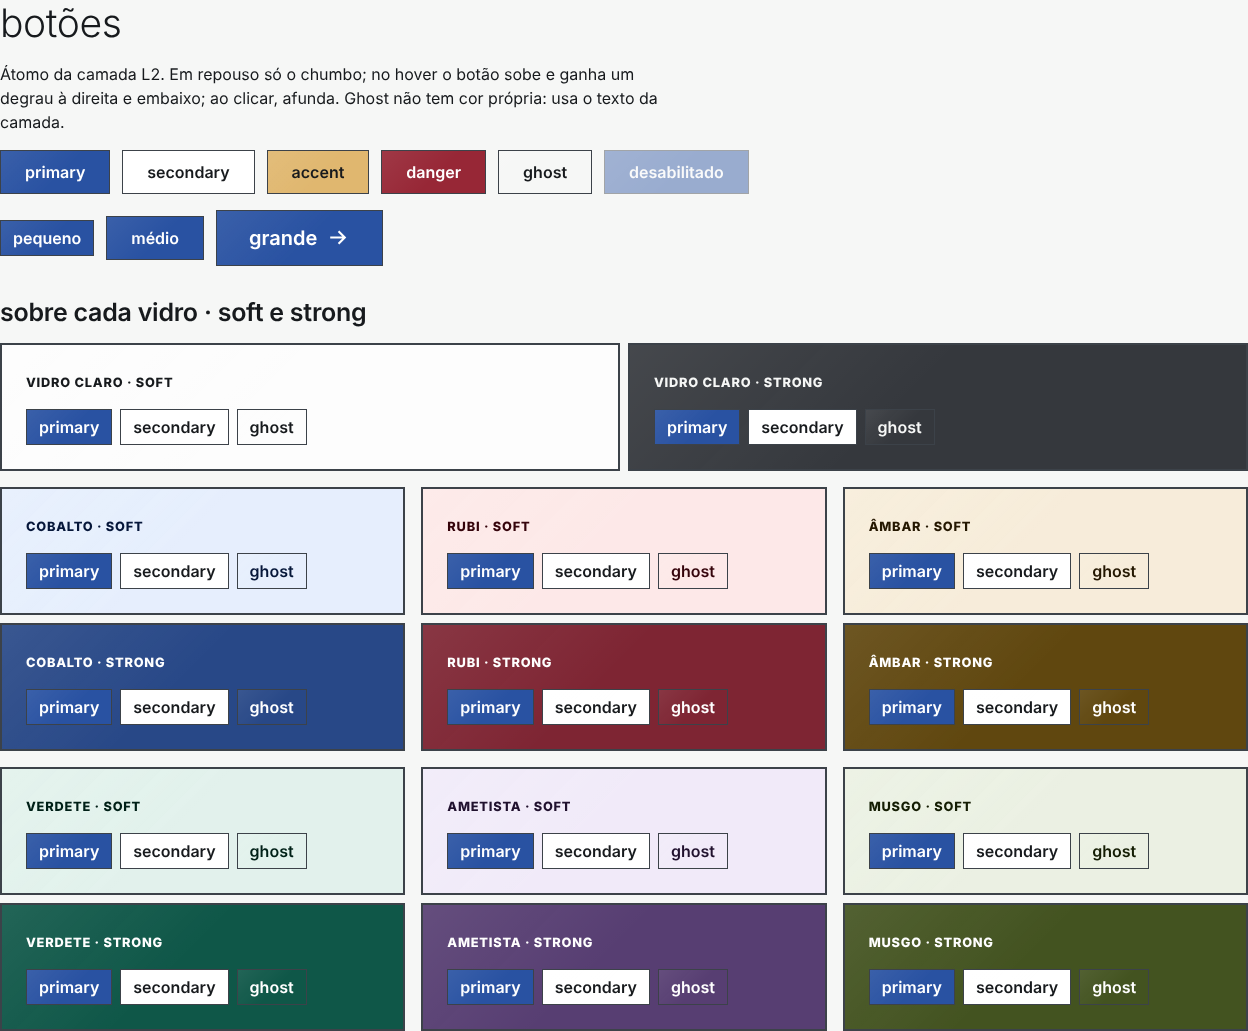 botões
Átomo da camada L2. Em repouso só o chumbo; no hover o botão sobe e ganha um
degrau à direita e embaixo; ao clicar, afunda. Ghost não tem cor própria: usa o texto da
camada.
primary secondary accent danger ghost desabilitado
pequeno médio grande →
sobre cada vidro · soft e strong
VIDRO CLARO · SOFT
primary secondary ghost
VIDRO CLARO · STRONG
primary secondary ghost
COBALTO · SOFT
primary secondary ghost
RUBI · SOFT
primary secondary ghost
ÂMBAR · SOFT
primary secondary ghost
COBALTO · STRONG
primary secondary ghost
RUBI · STRONG
primary secondary ghost
ÂMBAR · STRONG
primary secondary ghost
VERDETE · SOFT
primary secondary ghost
AMETISTA · SOFT
primary secondary ghost
MUSGO · SOFT
primary secondary ghost
VERDETE · STRONG
primary secondary ghost
AMETISTA · STRONG
primary secondary ghost
MUSGO · STRONG
primary secondary ghost